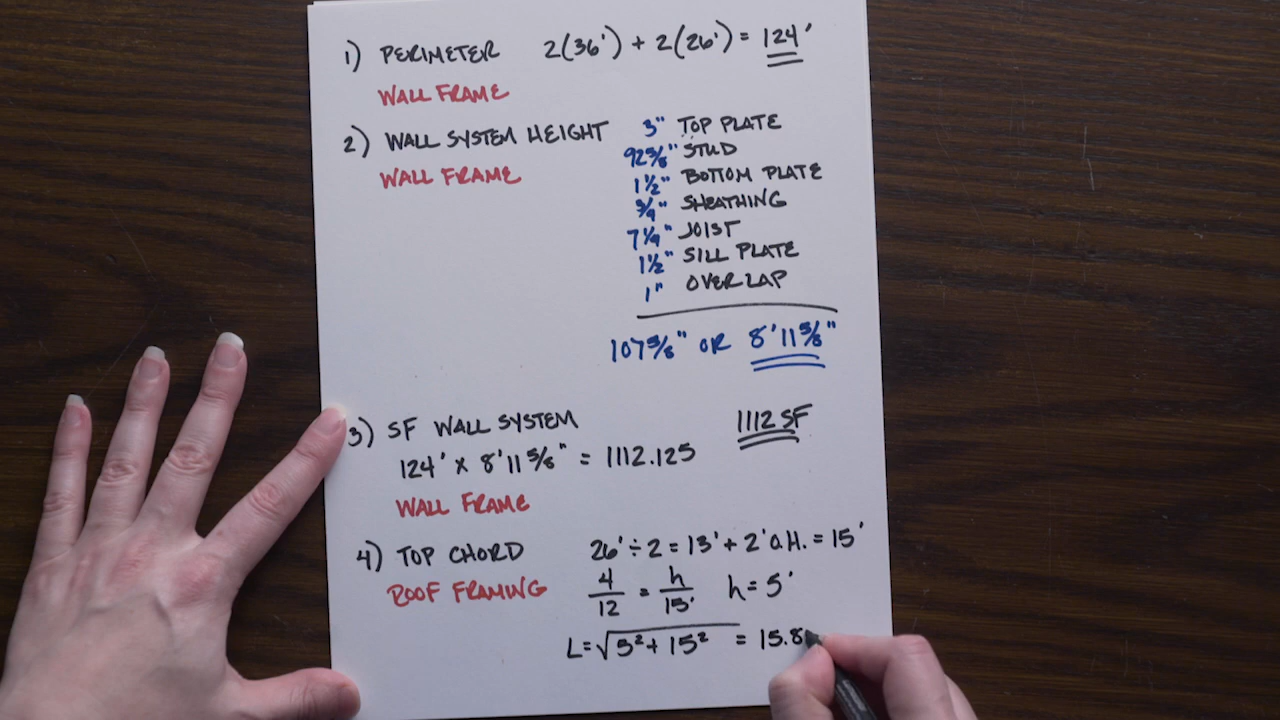 1) PERIMETER 2(36') + 2(26') = 124'
WALL FRAME
2) WALL SYSTEM HEIGHT 3" TOP PLATE
92 5/8" STUD
WALL FRAME 1 1/2" BOTTOM PLATE
3/4" SHEATHING
7 1/4" JOIST
1 1/2" SILL PLATE
1" OVERLAP
107 5/8" OR 8'11 5/8"
3) SF WALL SYSTEM 1112 SF
124' x 8'11 5/8" = 1112.125
WALL FRAME
4) TOP CHORD 26' ÷ 2 = 13' + 2' O.H. = 15'
ROOF FRAMING 4/12 = h/15' h = 5'
L = √5² + 15² = 15.8